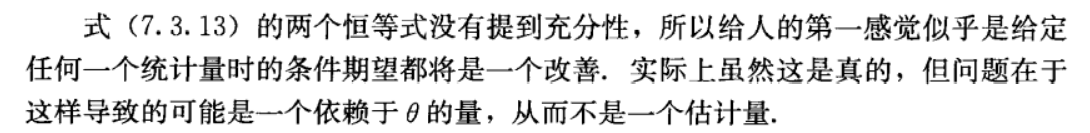 式（7.3.13）的两个恒等式没有提到充分性，所以给人的第一感觉似乎是给定
任何一个统计量时的条件期望都将是一个改善. 实际上虽然这是真的，但问题在于
这样导致的可能是一个依赖于 θ 的量，从而不是一个估计量.